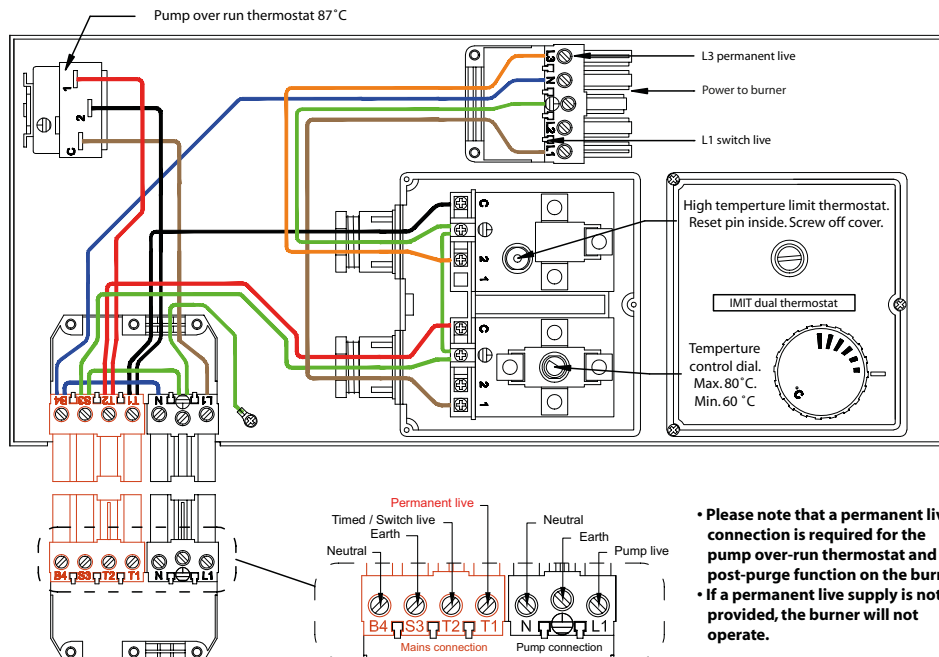 Pump over run thermostat 87˚C
1
2
C
L3
N
L2
L1
L3 permanent live
Power to burner
L1 switch live
C
2
1
C
2
1
High temperture limit thermostat.
Reset pin inside. Screw off cover.
IMIT dual thermostat
Temperture
control dial.
Max. 80˚C.
Min. 60 ˚C
˚C
B4 S3 T2 T1 N L1
B4 S3 T2 T1 N L1
Permanent live
Timed / Switch live
Earth
Neutral
Neutral
Earth
Pump live
B4 S3 T2 T1 N L1
Mains connection
Pump connection
• Please note that a permanent liv
connection is required for the
pump over-run thermostat and
post-purge function on the burn
• If a permanent live supply is not
provided, the burner will not
operate.